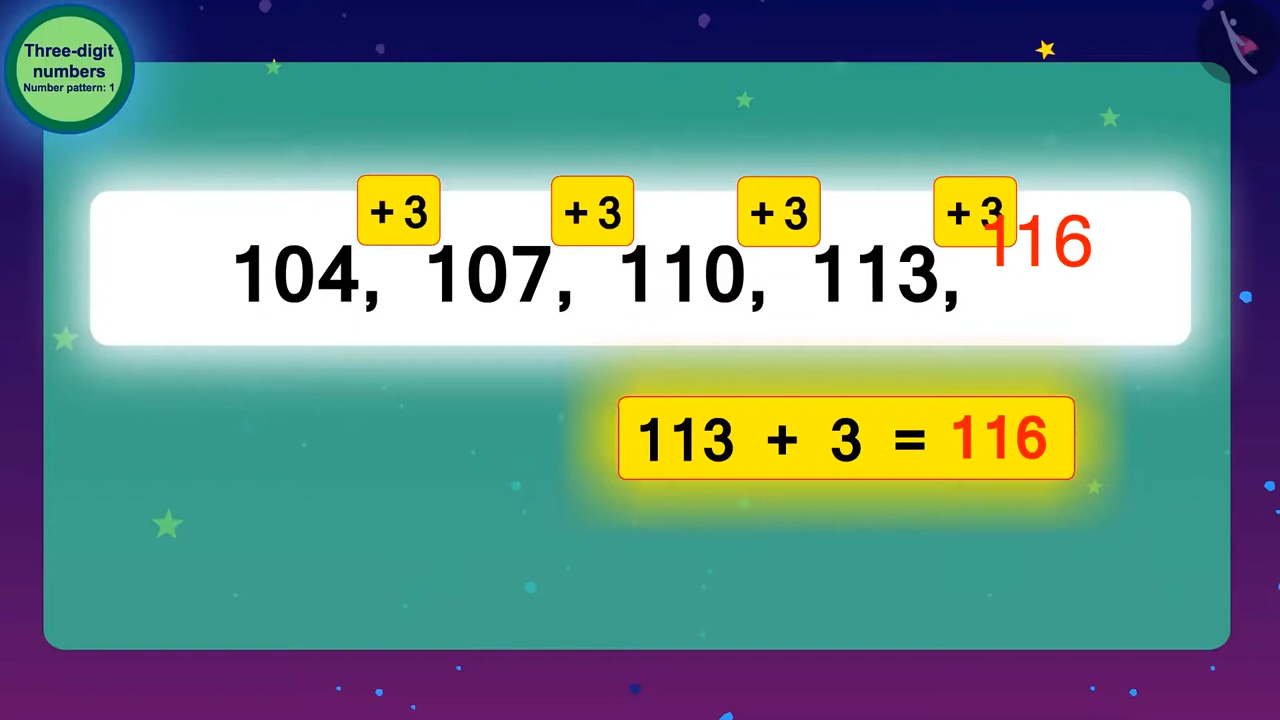 Three-digit
numbers
Number pattern: 1
+ 3 + 3 + 3 + 3
104, 107, 110, 113, 116
113 + 3 = 116